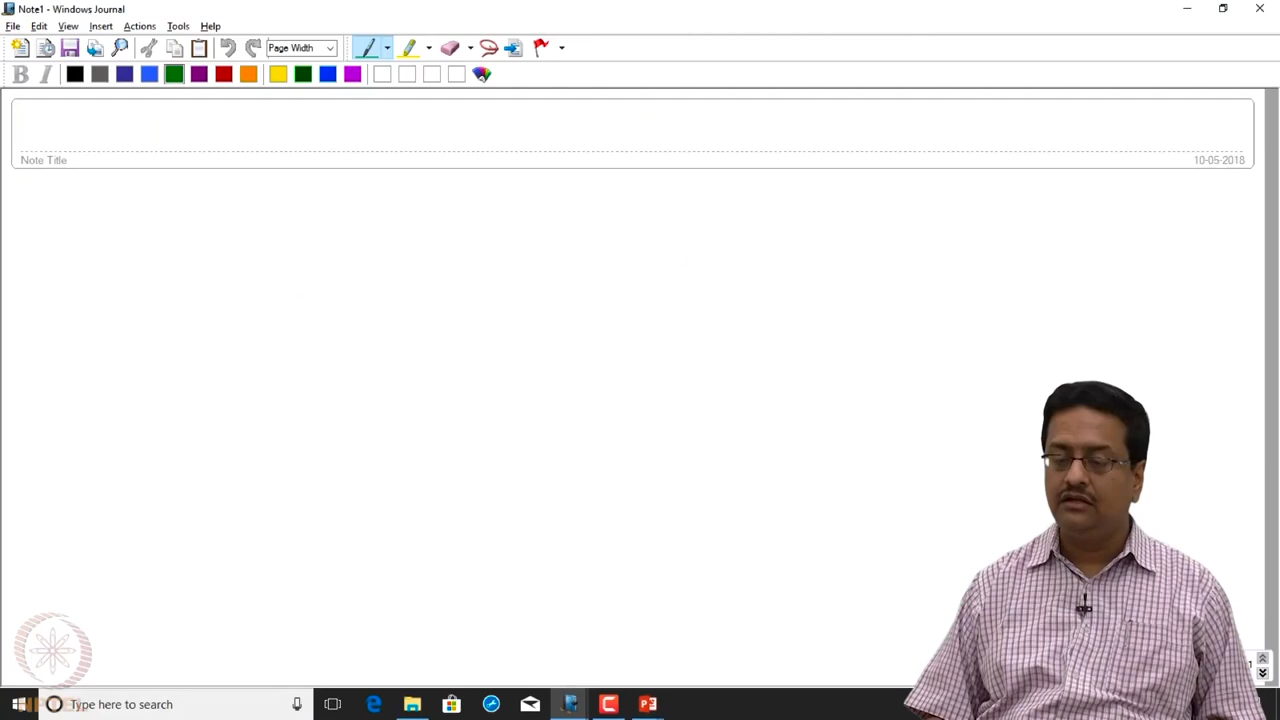 Note1 - Windows Journal
File Edit View Insert Actions Tools Help
Page Width
B I
Note Title
10-05-2018
1
Type here to search